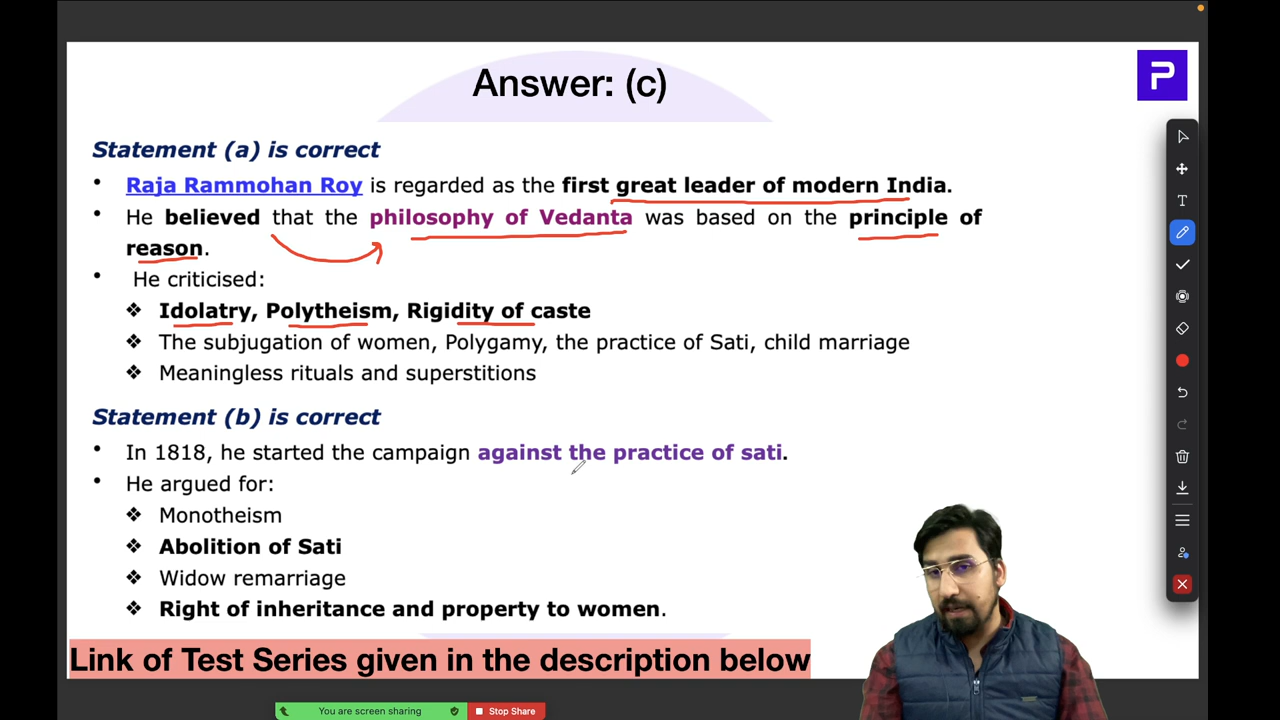 Answer: (c)
P
Statement (a) is correct
• Raja Rammohan Roy is regarded as the first great leader of modern India.
• He believed that the philosophy of Vedanta was based on the principle of
reason.
• He criticised:
❖ Idolatry, Polytheism, Rigidity of caste
❖ The subjugation of women, Polygamy, the practice of Sati, child marriage
❖ Meaningless rituals and superstitions
Statement (b) is correct
• In 1818, he started the campaign against the practice of sati.
• He argued for:
❖ Monotheism
❖ Abolition of Sati
❖ Widow remarriage
❖ Right of inheritance and property to women.
Link of Test Series given in the description below
T
You are screen sharing
Stop Share